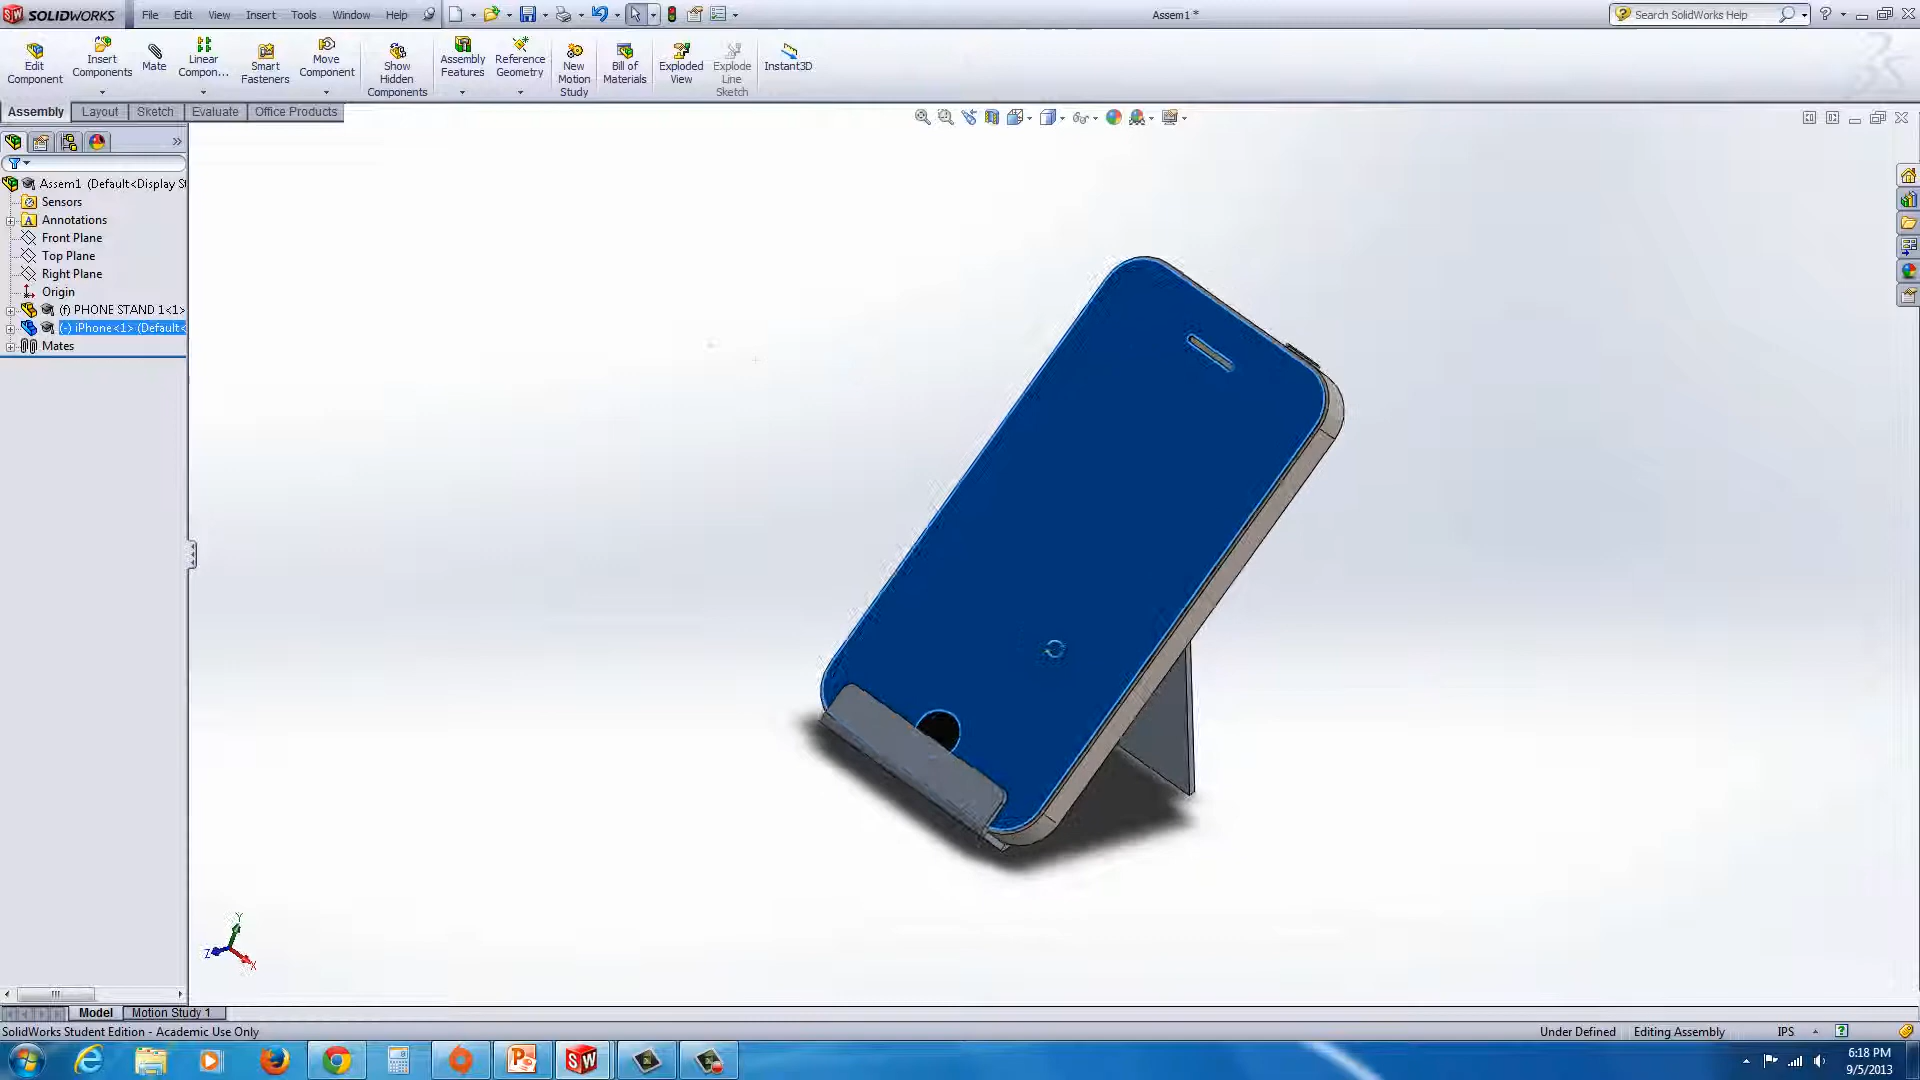 SW SOLIDWORKS File Edit View Insert Tools Window Help Assem1 * Search SolidWorks Help
Edit Component
Insert Components
Mate
Linear Compon...
Smart Fasteners
Move Component
Show Hidden Components
Assembly Features
Reference Geometry
New Motion Study
Bill of Materials
Exploded View
Explode Line Sketch
Instant3D
Assembly Layout Sketch Evaluate Office Products
Assem1 (Default<Display S
Sensors
A Annotations
Front Plane
Top Plane
Right Plane
Origin
(f) PHONE STAND 1<1>
(-) iPhone<1> (Default<
Mates
Y
Z
X
Model Motion Study 1
SolidWorks Student Edition - Academic Use Only Under Defined Editing Assembly IPS
6:18 PM
9/5/2013